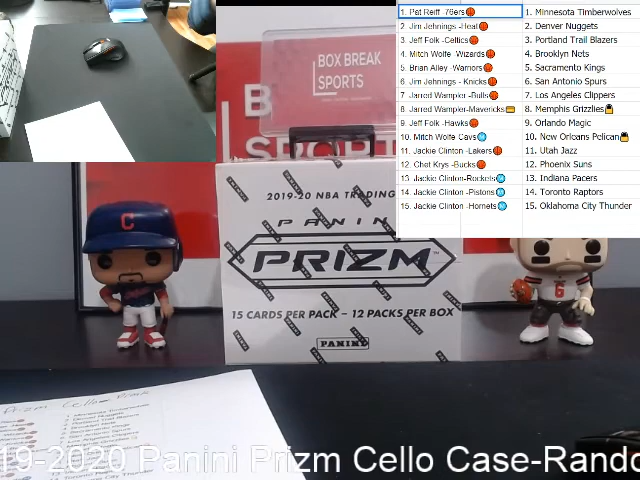 1. Pat Reiff -76ers
2. Jim Jehnings -Heat
3. Jeff Folk -Celtics
4. Mitch Wolfe -Wizards
5. Brian Alley -Warriors
6. Jim Jehnings - Knicks
7. Jarred Wampler -Bulls
8. Jarred Wampler-Mavericks
9. Jeff Folk -Hawks
10. Mitch Wolfe Cavs
11. Jackie Clinton -Lakers
12. Chet Krys -Bucks
13. Jackie Clinton-Rockets
14. Jackie Clinton -Pistons
15. Jackie Clinton -Hornets
1. Minnesota Timberwolves
2. Denver Nuggets
3. Portland Trail Blazers
4. Brooklyn Nets
5. Sacramento Kings
6. San Antonio Spurs
7. Los Angeles Clippers
8. Memphis Grizzlies
9. Orlando Magic
10. New Orleans Pelican
11. Utah Jazz
12. Phoenix Suns
13. Indiana Pacers
14. Toronto Raptors
15. Oklahoma City Thunder
BOX BREAK
SPORTS
B
SPORT
2019-20 NBA TRADING
PANIN
PRIZM
15 CARDS PER PACK – 12 PACKS PER BOX
PANINI
C
6
Prizm Cello
19-2020 Panini Prizm Cello Case-Rando